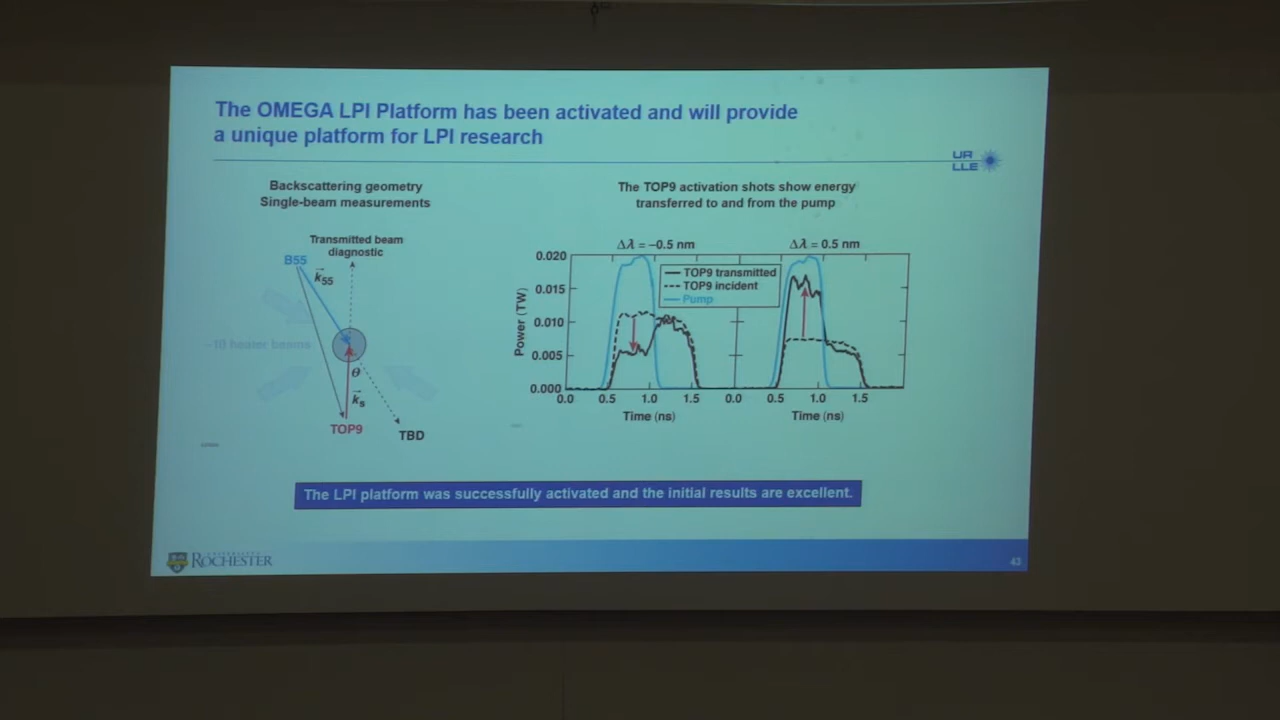 The OMEGA LPI Platform has been activated and will provide
a unique platform for LPI research
UR
LLE
Backscattering geometry
Single-beam measurements
Transmitted beam
diagnostic
B55
k55
~19 heater beams
θ
ks
TOP9
TBD
The TOP9 activation shots show energy
transferred to and from the pump
Δλ = –0.5 nm
Δλ = 0.5 nm
TOP9 transmitted
TOP9 incident
Pump
Power (TW)
0.020
0.015
0.010
0.005
0.000
0.0 0.5 1.0 1.5 0.0 0.5 1.0 1.5
Time (ns)
Time (ns)
The LPI platform was successfully activated and the initial results are excellent.
ROCHESTER
43